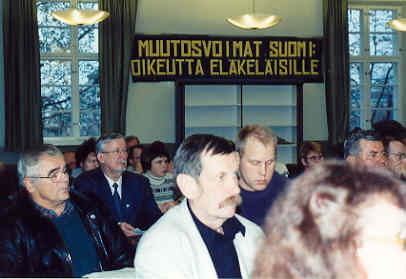 MUUTOSVOIMAT SUOMI:
OIKEUTTA ELÄKELÄISILLE